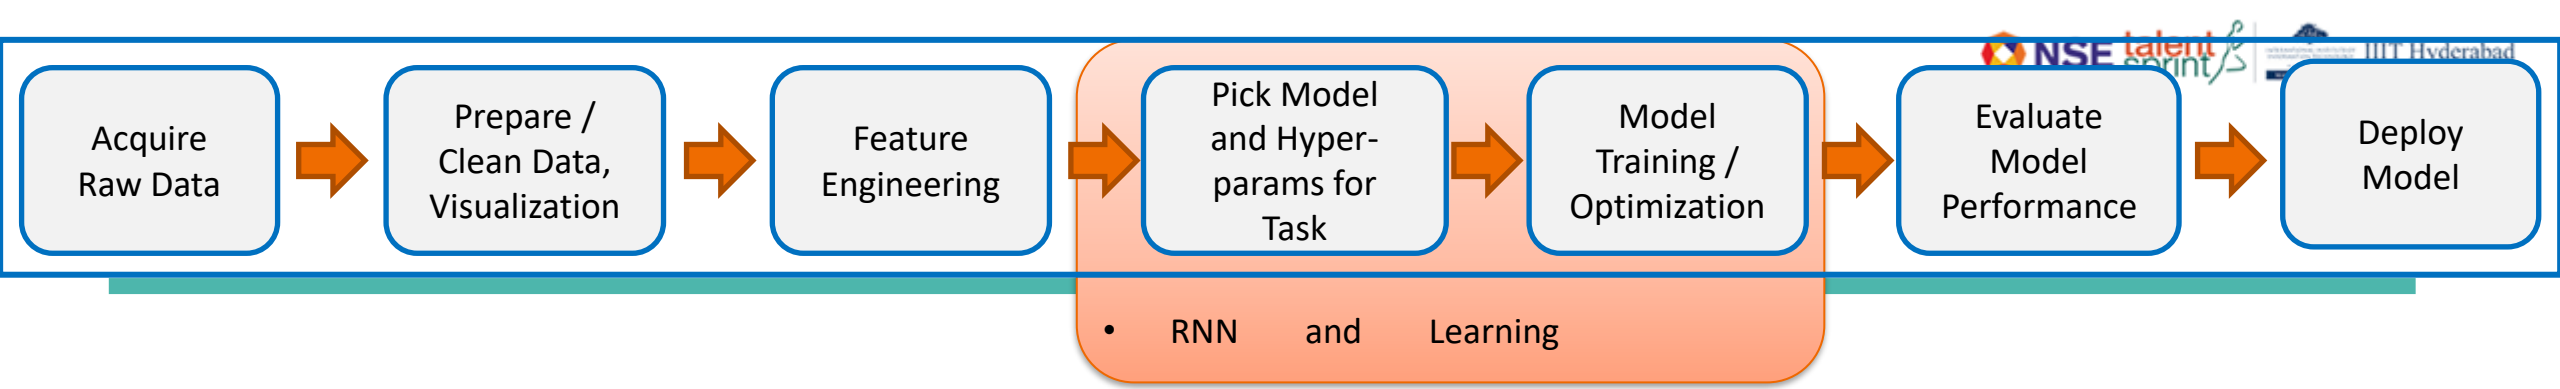 NSE talent sprint
IIIT Hyderabad
Acquire
Raw Data
Prepare /
Clean Data,
Visualization
Feature
Engineering
Pick Model
and Hyper-
params for
Task
Model
Training /
Optimization
Evaluate
Model
Performance
Deploy
Model
• RNN and Learning